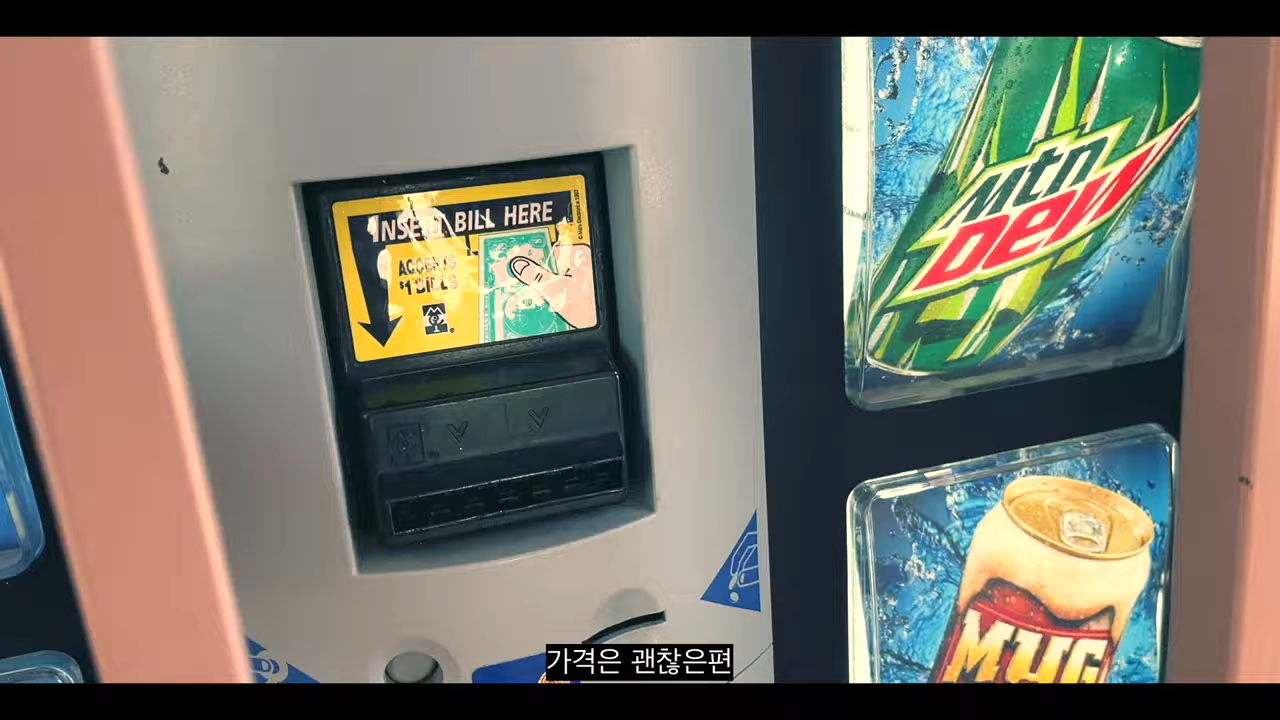 INSERT BILL HERE
ACCEPTS
$1 BILLS
Mtn
Dew
MUG
가격은 괜찮은편